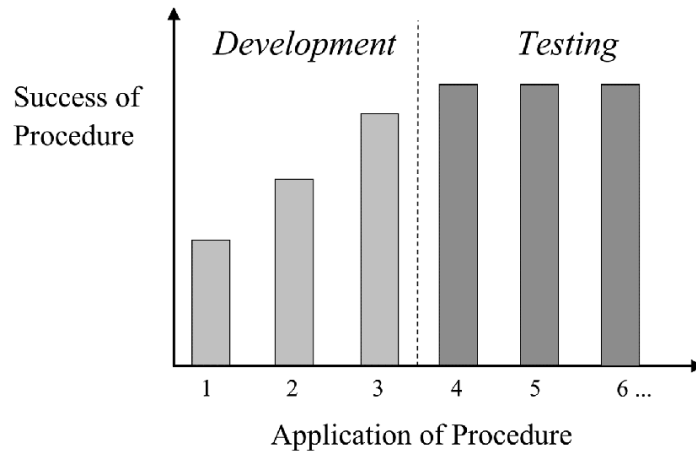 Development
Testing
Success of
Procedure
1
2
3
4
5
6 ...
Application of Procedure